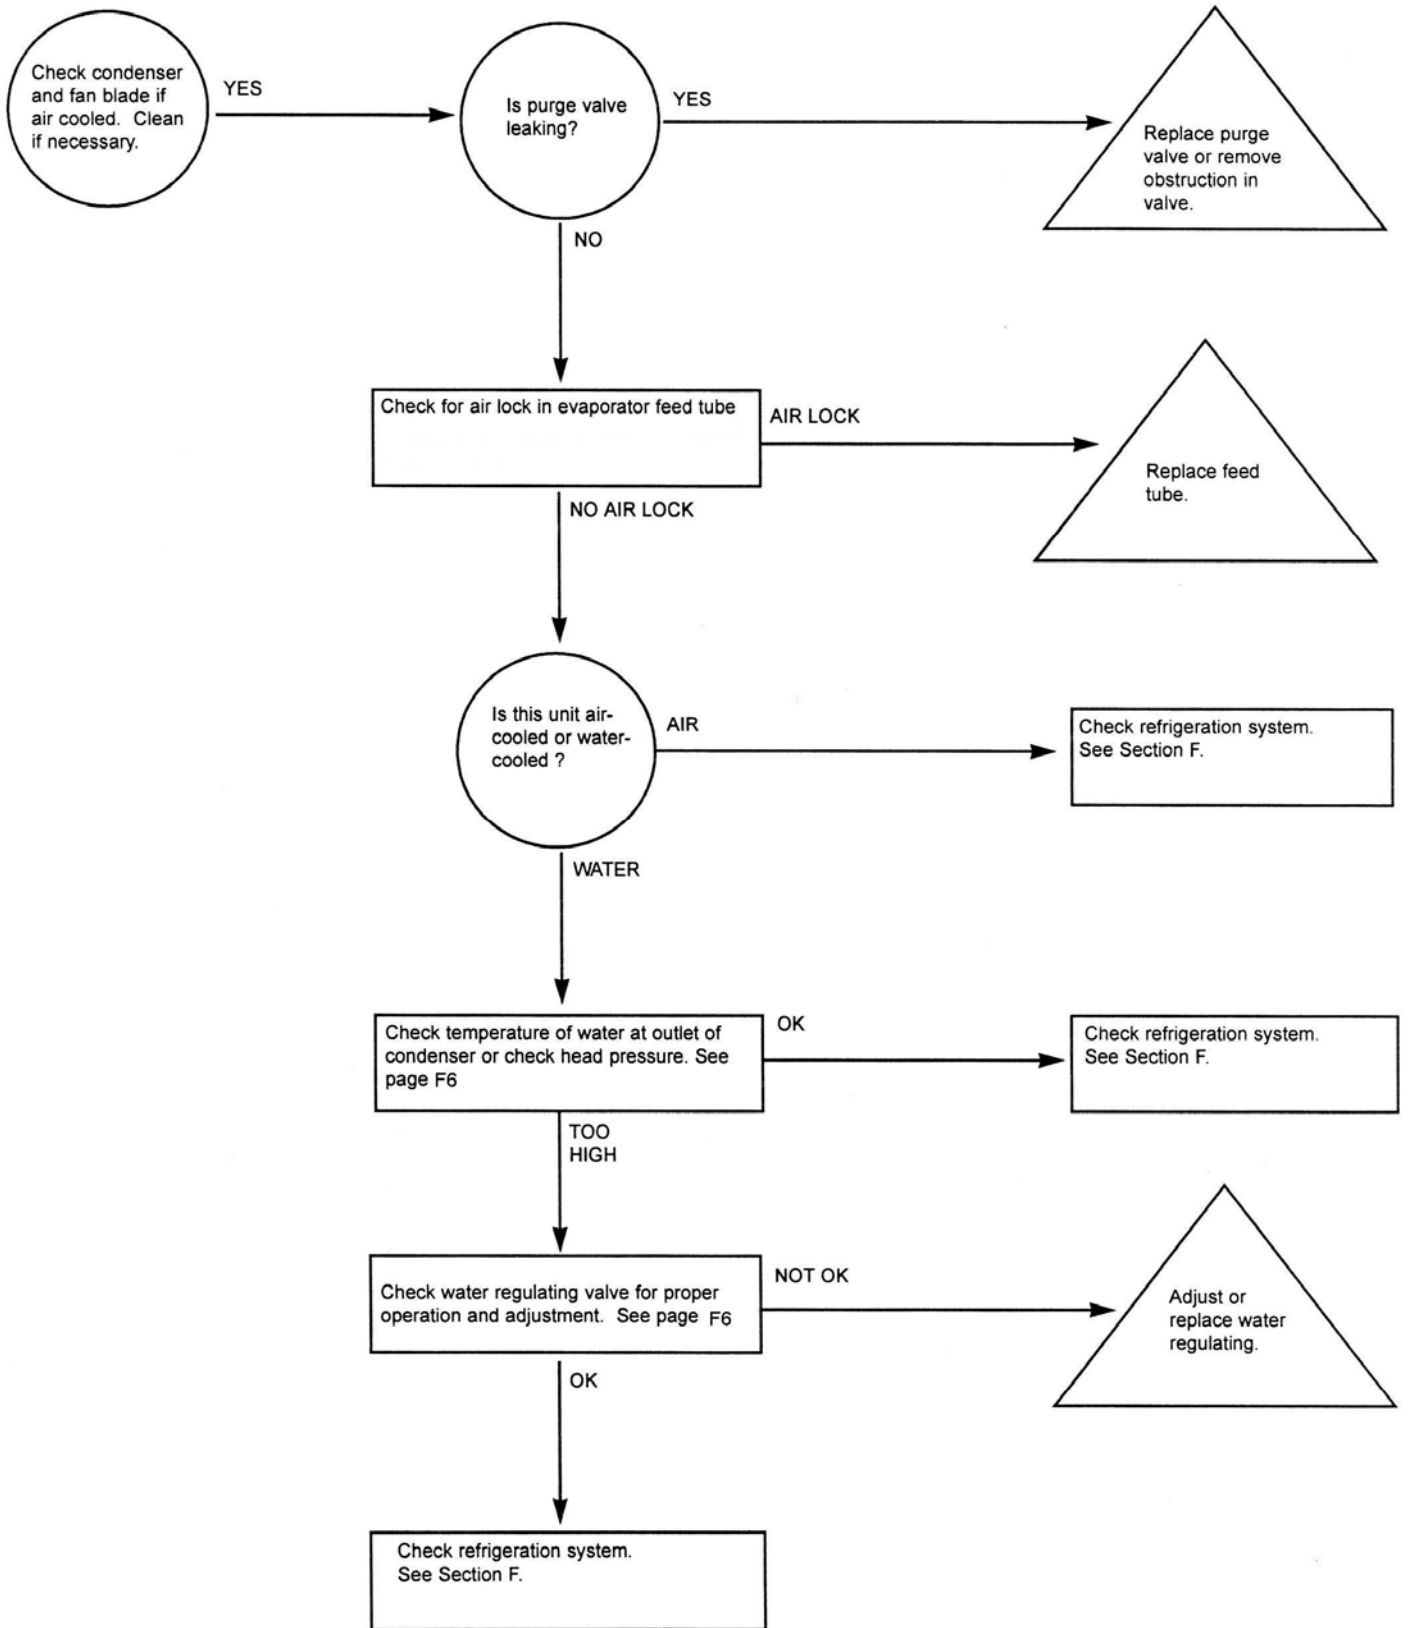 Check condenser
and fan blade if
air cooled. Clean
if necessary.
YES
Is purge valve
leaking?
YES
Replace purge
valve or remove
obstruction in
valve.
NO
Check for air lock in evaporator feed tube
AIR LOCK
Replace feed
tube.
NO AIR LOCK
Is this unit air-
cooled or water-
cooled ?
AIR
Check refrigeration system.
See Section F.
WATER
Check temperature of water at outlet of
condenser or check head pressure. See
page F6
OK
Check refrigeration system.
See Section F.
TOO
HIGH
Check water regulating valve for proper
operation and adjustment. See page F6
NOT OK
Adjust or
replace water
regulating.
OK
Check refrigeration system.
See Section F.